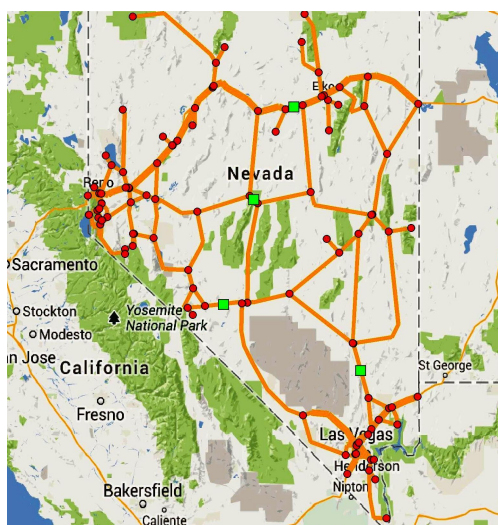 Elko
Reno
Nevada
Sacramento
Stockton
Yosemite
National Park
Modesto
an Jose
California
St George
Fresno
Las Vegas
Henderson
Nipton
Bakersfield
Caliente